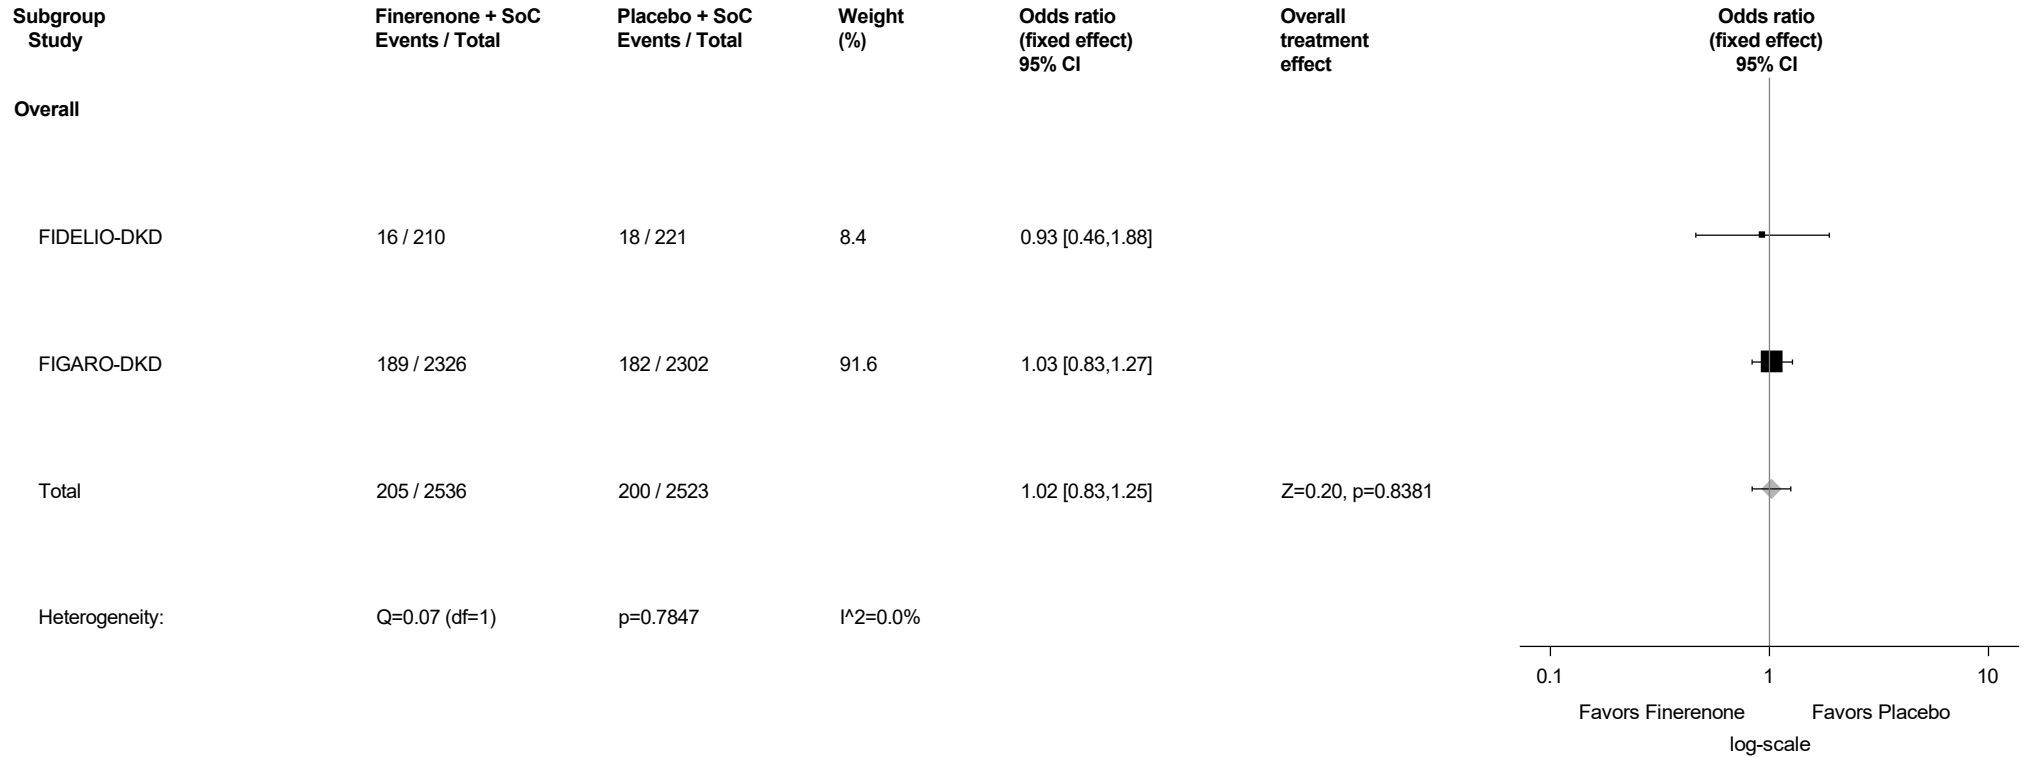 Subgroup Finerenone + SoC Placebo + SoC Weight Odds ratio Overall Odds ratio
Study Events / Total Events / Total (%) (fixed effect) treatment (fixed effect)
95% CI effect 95% CI
Overall
FIDELIO-DKD 16 / 210 18 / 221 8.4 0.93 [0.46,1.88]
FIGARO-DKD 189 / 2326 182 / 2302 91.6 1.03 [0.83,1.27]
Total 205 / 2536 200 / 2523 1.02 [0.83,1.25] Z=0.20, p=0.8381
Heterogeneity: Q=0.07 (df=1) p=0.7847 I^2=0.0%
0.1 1 10
Favors Finerenone Favors Placebo
log-scale